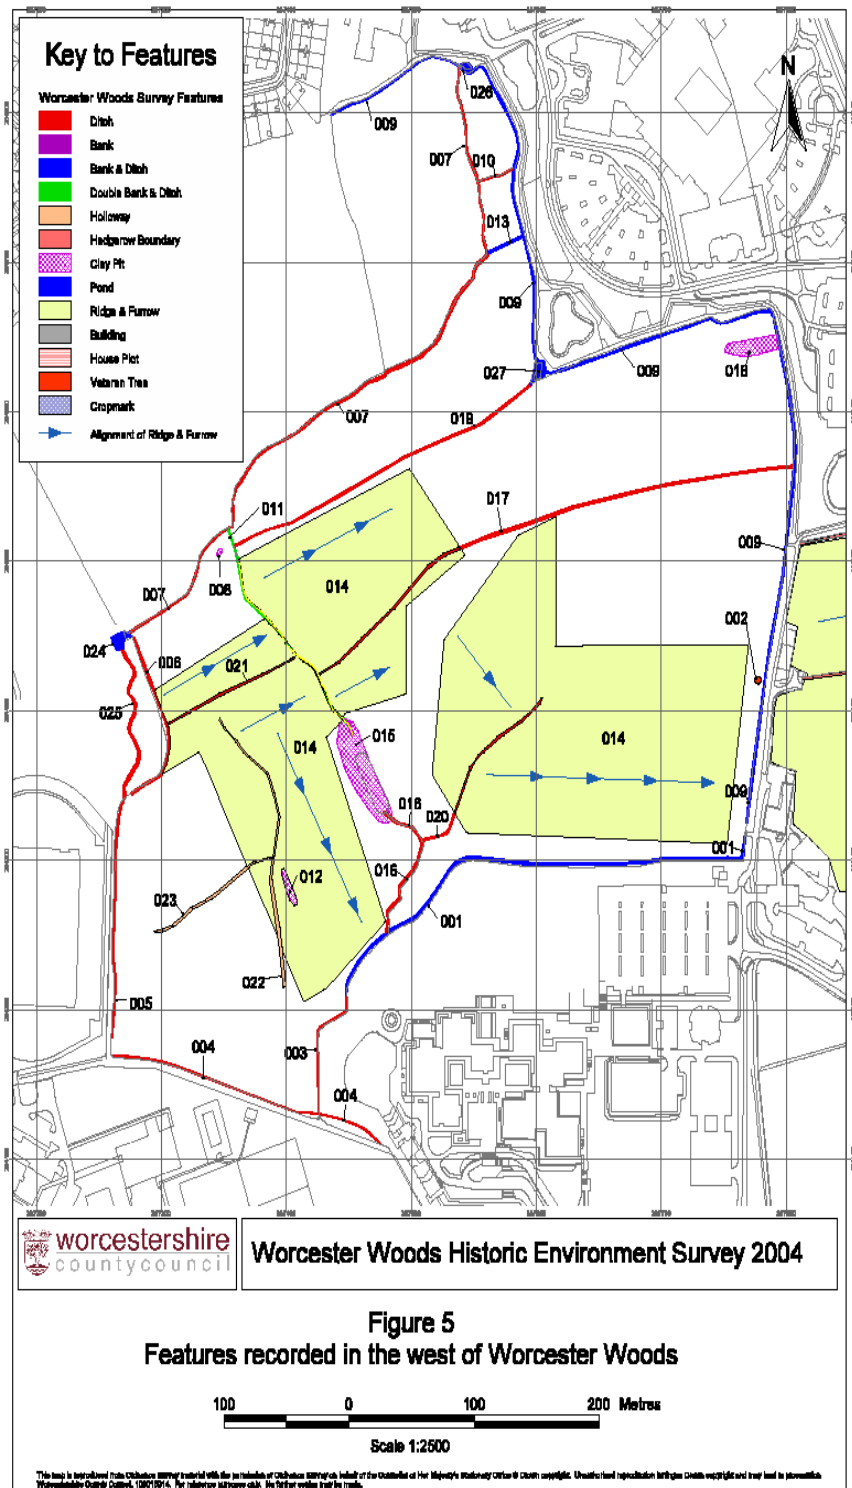 Key to Features
Worcester Woods Survey Features
Ditch
Bank
Bank & Ditch
Double Bank & Ditch
Holloway
Hedgerow Boundary
Clay Pit
Pond
Ridge & Furrow
Building
House Plot
Veteran Tree
Cropmark
Alignment of Ridge & Furrow
N
026
009
007
010
013
009
027
009
018
007
019
017
011
009
008
007
014
002
024
006
021
025
014
015
014
009
016
020
001
012
016
023
001
022
005
003
004
004
worcestershire
countycouncil
Worcester Woods Historic Environment Survey 2004
Figure 5
Features recorded in the west of Worcester Woods
100 0 100 200 Metres
Scale 1:2500